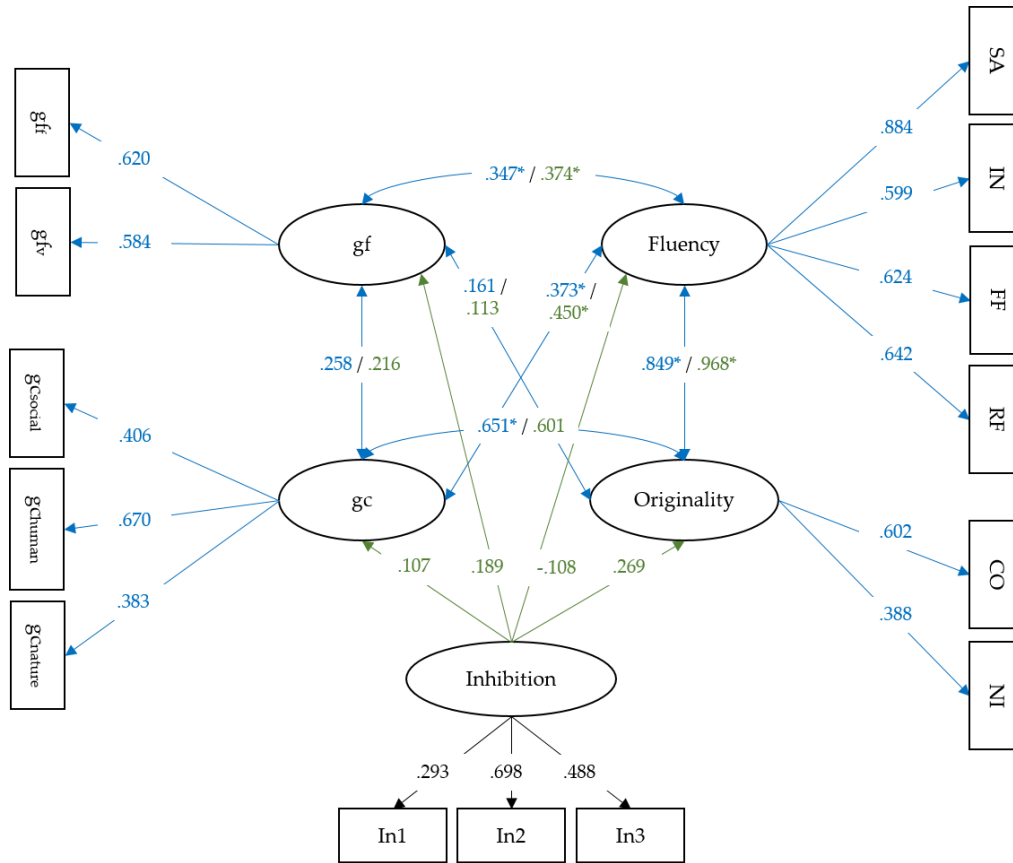 SA
gff
.884
.620
.347* / .374*
IN
.599
gfv
.584
gf
Fluency
.624
FF
.161 /
.113
.373* /
.450*
.642
.258 / .216
.849* / .968*
RF
gcsocial
.406
.651* / .601
gchuman
.670
gc
Originality
.602
CO
.107
.189
-.108
.269
.383
.388
gcnature
Inhibition
NI
.293
.698
.488
In1
In2
In3